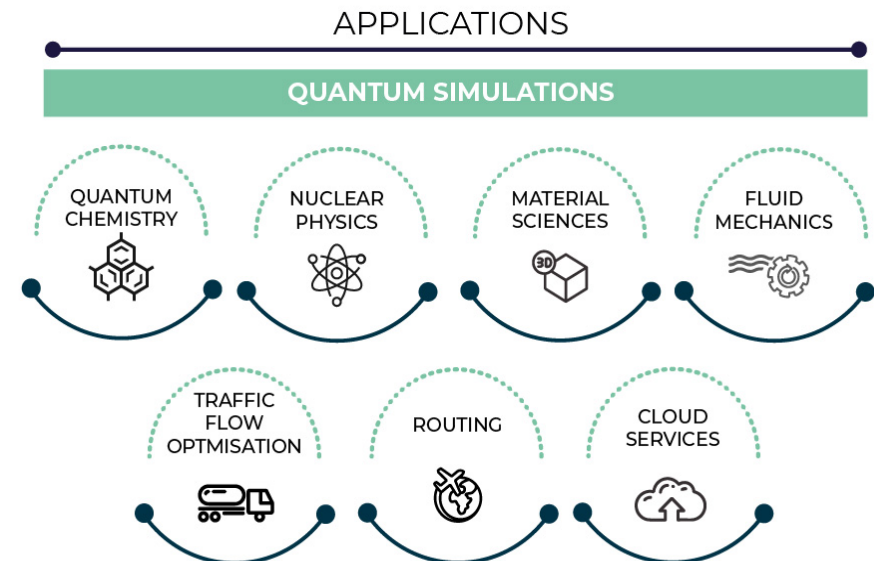 APPLICATIONS
QUANTUM SIMULATIONS
QUANTUM
CHEMISTRY
NUCLEAR
PHYSICS
MATERIAL
SCIENCES
3D
FLUID
MECHANICS
TRAFFIC
FLOW
OPTMISATION
ROUTING
CLOUD
SERVICES